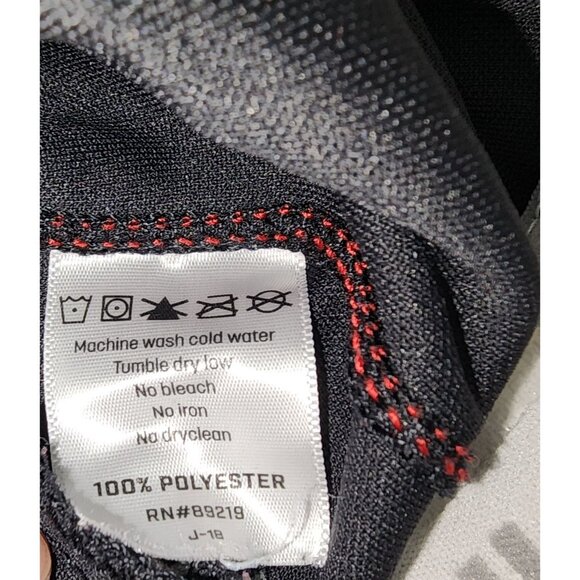 Machine wash cold water
Tumble dry low
No bleach
No iron
No dryclean
100% POLYESTER
RN#89219
J-18